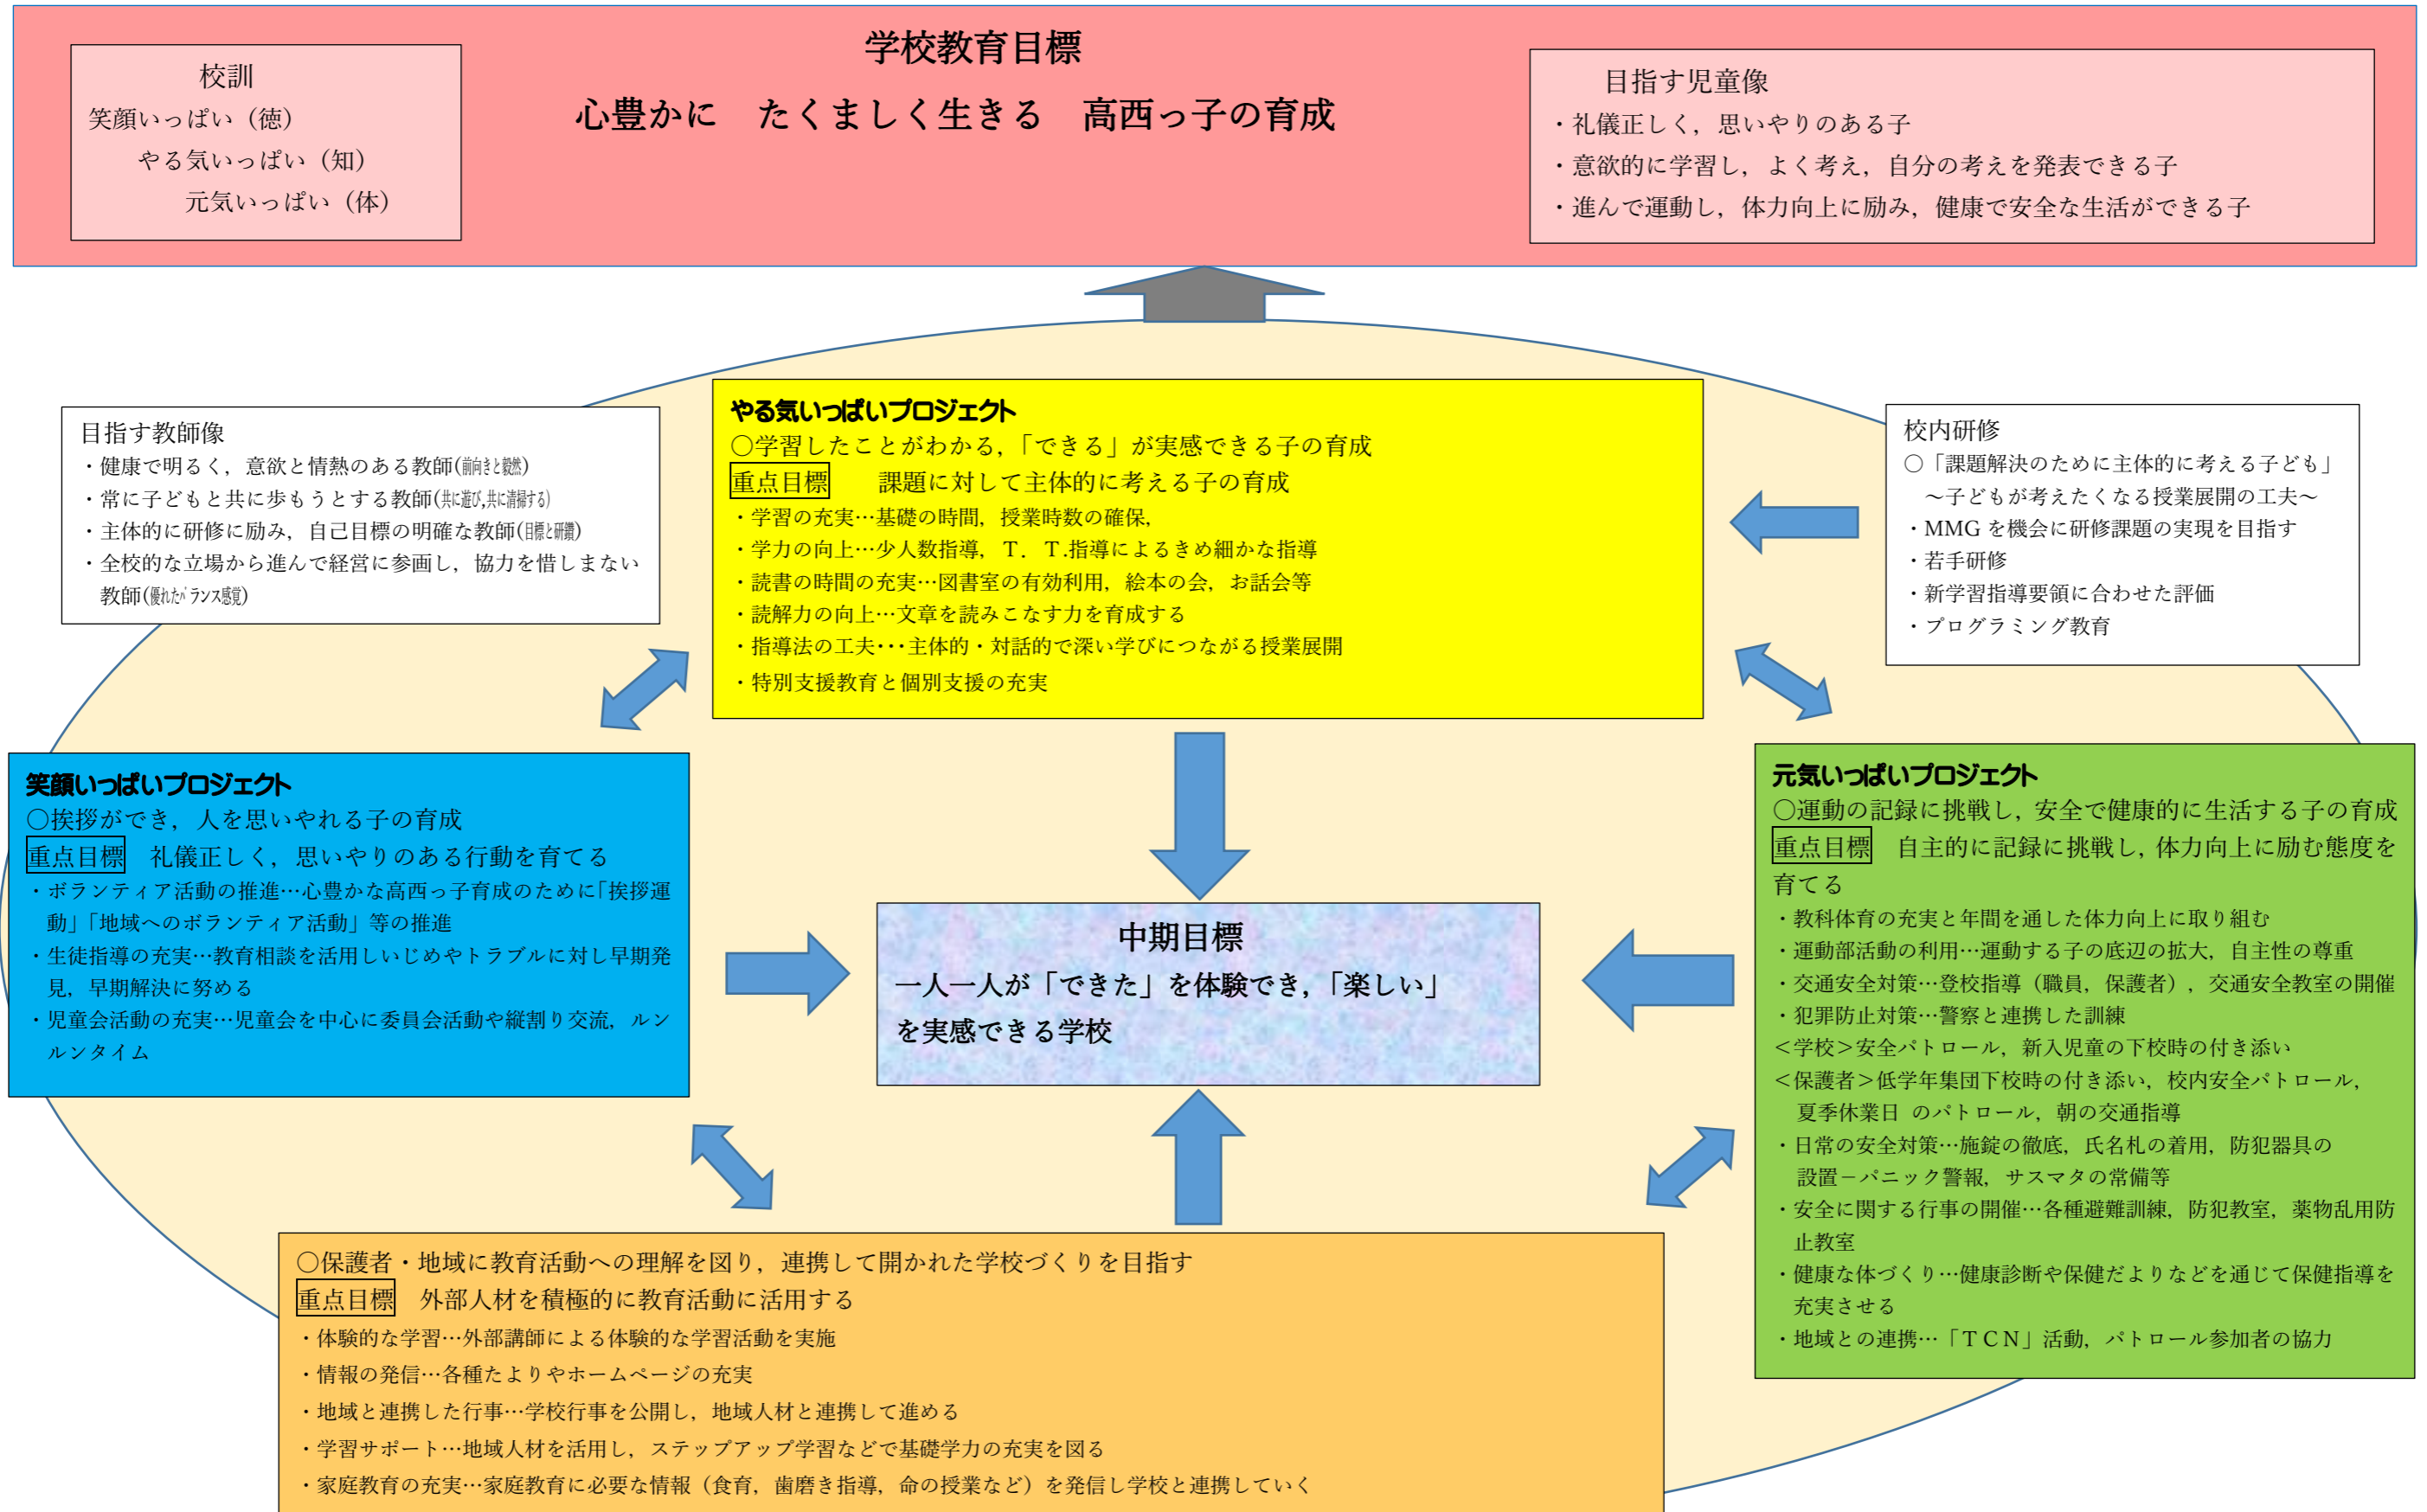 学校教育目標
心豊かに　たくましく生きる　高西っ子の育成
校訓
笑顔いっぱい（徳）
やる気いっぱい（知）
元気いっぱい（体）
目指す児童像
・礼儀正しく，思いやりのある子
・意欲的に学習し，よく考え，自分の考えを発表できる子
・進んで運動し，体力向上に励み，健康で安全な生活ができる子
目指す教師像
・健康で明るく，意欲と情熱のある教師(前向きと毅然)
・常に子どもと共に歩もうとする教師(共に遊び,共に清掃する)
・主体的に研修に励み，自己目標の明確な教師(目標と研鑽)
・全校的な立場から進んで経営に参画し，協力を惜しまない
教師(優れたバランス感覚)
やる気いっぱいプロジェクト
○学習したことがわかる，「できる」が実感できる子の育成
重点目標　　課題に対して主体的に考える子の育成
・学習の充実…基礎の時間，授業時数の確保，
・学力の向上…少人数指導，Ｔ．Ｔ.指導によるきめ細かな指導
・読書の時間の充実…図書室の有効利用，絵本の会，お話会等
・読解力の向上…文章を読みこなす力を育成する
・指導法の工夫･･･主体的・対話的で深い学びにつながる授業展開
・特別支援教育と個別支援の充実
校内研修
○「課題解決のために主体的に考える子ども」
～子どもが考えたくなる授業展開の工夫～
・MMG を機会に研修課題の実現を目指す
・若手研修
・新学習指導要領に合わせた評価
・プログラミング教育
笑顔いっぱいプロジェクト
○挨拶ができ，人を思いやれる子の育成
重点目標　礼儀正しく，思いやりのある行動を育てる
・ボランティア活動の推進…心豊かな高西っ子育成のために「挨拶運
動」「地域へのボランティア活動」等の推進
・生徒指導の充実…教育相談を活用しいじめやトラブルに対し早期発
見，早期解決に努める
・児童会活動の充実…児童会を中心に委員会活動や縦割り交流，ルン
ルンタイム
中期目標
一人一人が「できた」を体験でき，「楽しい」
を実感できる学校
元気いっぱいプロジェクト
○運動の記録に挑戦し，安全で健康的に生活する子の育成
重点目標　自主的に記録に挑戦し，体力向上に励む態度を
育てる
・教科体育の充実と年間を通した体力向上に取り組む
・運動部活動の利用…運動する子の底辺の拡大，自主性の尊重
・交通安全対策…登校指導（職員，保護者），交通安全教室の開催
・犯罪防止対策…警察と連携した訓練
＜学校＞安全パトロール，新入児童の下校時の付き添い
＜保護者＞低学年集団下校時の付き添い，校内安全パトロール，
夏季休業日 のパトロール，朝の交通指導
・日常の安全対策…施錠の徹底，氏名札の着用，防犯器具の
設置－パニック警報，サスマタの常備等
・安全に関する行事の開催…各種避難訓練，防犯教室，薬物乱用防
止教室
・健康な体づくり…健康診断や保健だよりなどを通じて保健指導を
充実させる
・地域との連携…「ＴＣＮ」活動，パトロール参加者の協力
○保護者・地域に教育活動への理解を図り，連携して開かれた学校づくりを目指す
重点目標　外部人材を積極的に教育活動に活用する
・体験的な学習…外部講師による体験的な学習活動を実施
・情報の発信…各種たよりやホームページの充実
・地域と連携した行事…学校行事を公開し，地域人材と連携して進める
・学習サポート…地域人材を活用し，ステップアップ学習などで基礎学力の充実を図る
・家庭教育の充実…家庭教育に必要な情報（食育，歯磨き指導，命の授業など）を発信し学校と連携していく